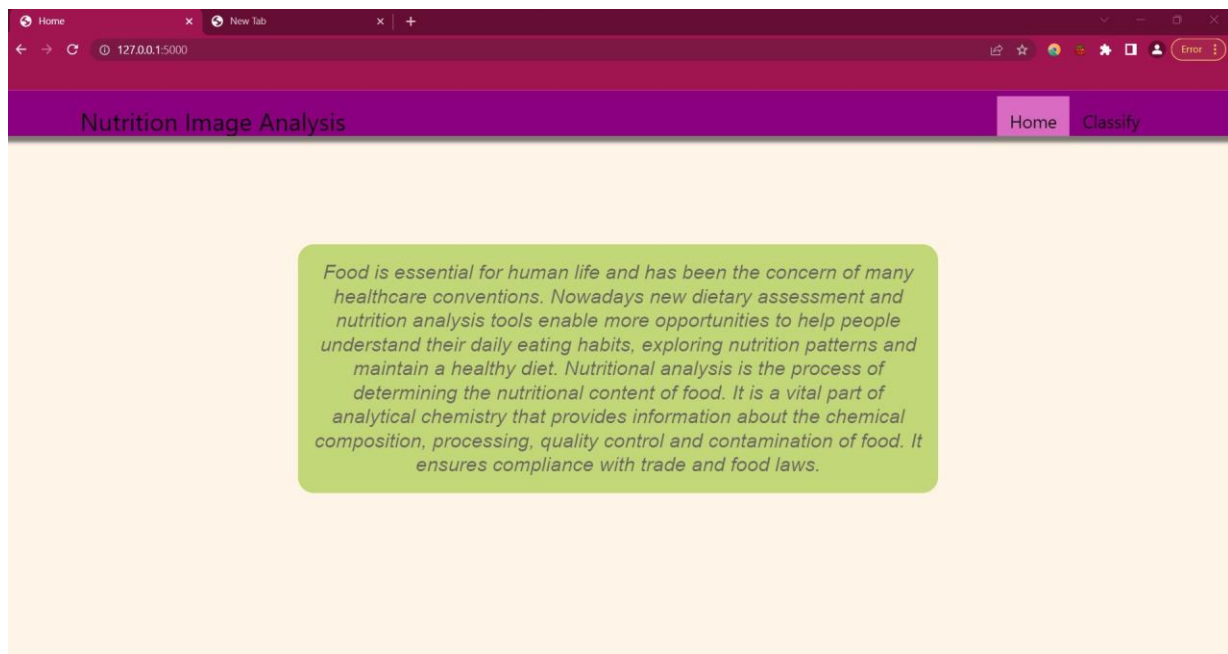 Home
New Tab
127.0.0.1:5000
Error
Nutrition Image Analysis
Home
Classify
Food is essential for human life and has been the concern of many
healthcare conventions. Nowadays new dietary assessment and
nutrition analysis tools enable more opportunities to help people
understand their daily eating habits, exploring nutrition patterns and
maintain a healthy diet. Nutritional analysis is the process of
determining the nutritional content of food. It is a vital part of
analytical chemistry that provides information about the chemical
composition, processing, quality control and contamination of food. It
ensures compliance with trade and food laws.